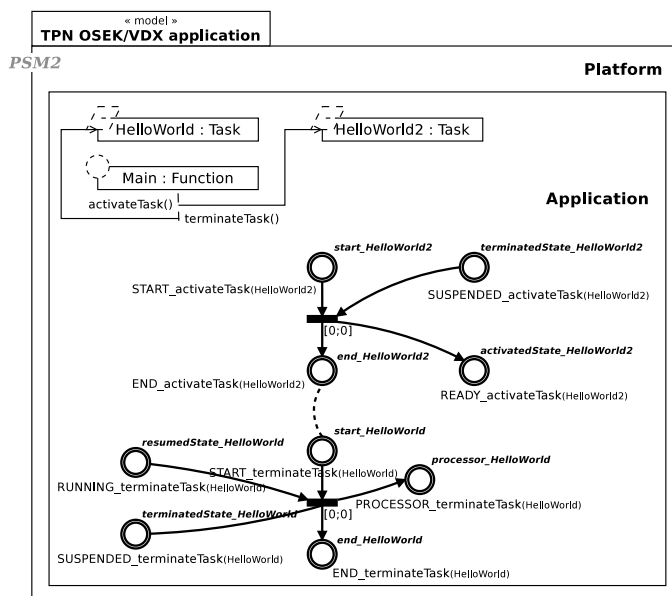 « model »
TPN OSEK/VDX application
PSM2
Platform
HelloWorld : Task
HelloWorld2 : Task
Main : Function
activateTask()
terminateTask()
Application
start_HelloWorld2
terminatedState_HelloWorld2
START_activateTask(HelloWorld2)
SUSPENDED_activateTask(HelloWorld2)
[0;0]
end_HelloWorld2
activatedState_HelloWorld2
END_activateTask(HelloWorld2)
READY_activateTask(HelloWorld2)
start_HelloWorld
resumedState_HelloWorld
processor_HelloWorld
START_terminateTask(HelloWorld)
RUNNING_terminateTask(HelloWorld)
PROCESSOR_terminateTask(HelloWorld)
terminatedState_HelloWorld
[0;0]
end_HelloWorld
SUSPENDED_terminateTask(HelloWorld)
END_terminateTask(HelloWorld)